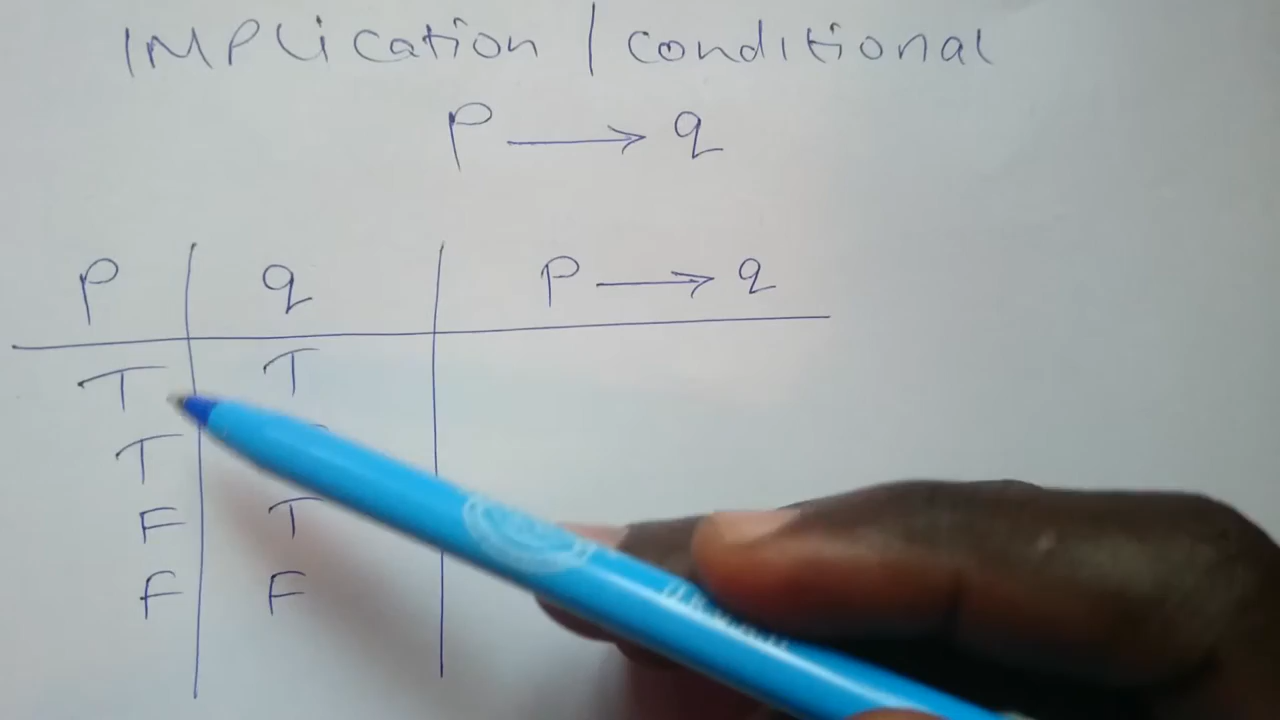 IMPLication | conditional
P → q
P | q | P → q
T | T
T
F | T
F | F